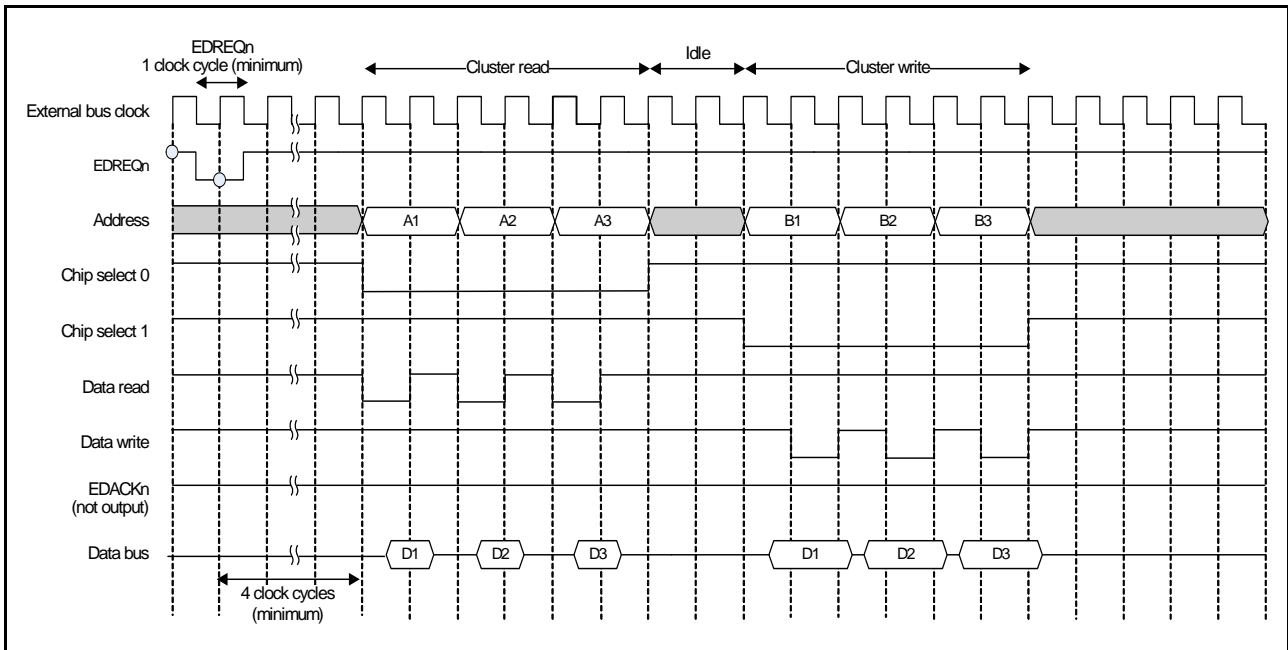 EDREQn
1 clock cycle (minimum)
Cluster read
Idle
Cluster write
External bus clock
EDREQn
Address
A1
A2
A3
B1
B2
B3
Chip select 0
Chip select 1
Data read
Data write
EDACKn
(not output)
Data bus
D1
D2
D3
D1
D2
D3
4 clock cycles
(minimum)